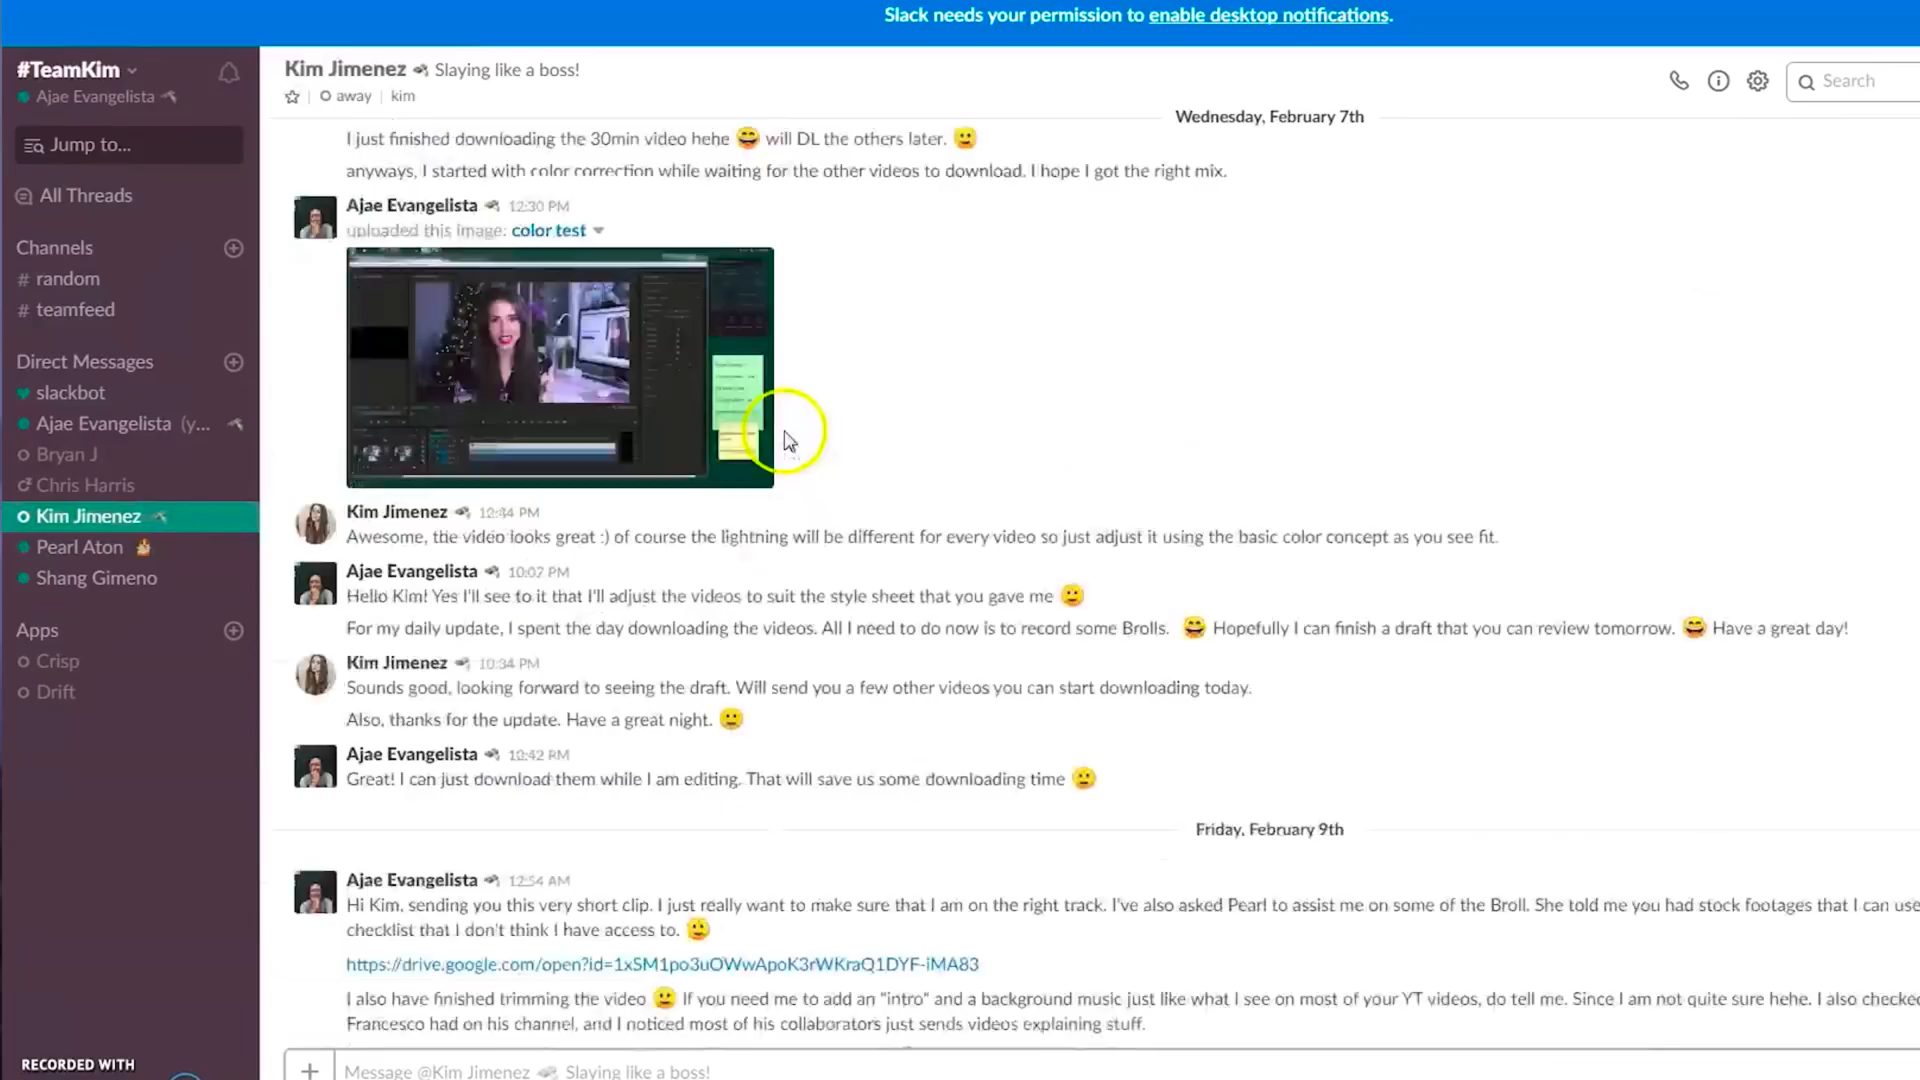 Slack needs your permission to enable desktop notifications.
#TeamKim
Ajae Evangelista
Jump to...
All Threads
Channels
# random
# teamfeed
Direct Messages
slackbot
Ajae Evangelista (y...
Bryan J
Chris Harris
Kim Jimenez
Pearl Aton
Shang Gimeno
Apps
Crisp
Drift
RECORDED WITH
Kim Jimenez Slaying like a boss!
away | kim
Search
Wednesday, February 7th
I just finished downloading the 30min video hehe 😄 will DL the others later. 🙂
anyways, I started with color correction while waiting for the other videos to download. I hope I got the right mix.
Ajae Evangelista 12:30 PM
uploaded this image: color test
Kim Jimenez 12:44 PM
Awesome, the video looks great :) of course the lightning will be different for every video so just adjust it using the basic color concept as you see fit.
Ajae Evangelista 10:07 PM
Hello Kim! Yes I'll see to it that I'll adjust the videos to suit the style sheet that you gave me 🙂
For my daily update, I spent the day downloading the videos. All I need to do now is to record some Brolls. 😄 Hopefully I can finish a draft that you can review tomorrow. 😄 Have a great day!
Kim Jimenez 10:34 PM
Sounds good, looking forward to seeing the draft. Will send you a few other videos you can start downloading today.
Also, thanks for the update. Have a great night. 🙂
Ajae Evangelista 10:42 PM
Great! I can just download them while I am editing. That will save us some downloading time 🙂
Friday, February 9th
Ajae Evangelista 12:54 AM
Hi Kim, sending you this very short clip. I just really want to make sure that I am on the right track. I've also asked Pearl to assist me on some of the Broll. She told me you had stock footages that I can use
checklist that I don't think I have access to. 🙂
https://drive.google.com/open?id=1xSM1po3uOWwApoK3rWKraQ1DYF-iMA83
I also have finished trimming the video 🙂 If you need me to add an "intro" and a background music just like what I see on most of your YT videos, do tell me. Since I am not quite sure hehe. I also checked
Francesco had on his channel, and I noticed most of his collaborators just sends videos explaining stuff.
Message @Kim Jimenez Slaying like a boss!